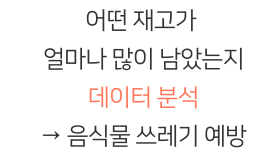 어떤 재고가
얼마나 많이 남았는지
데이터 분석
→ 음식물 쓰레기 예방